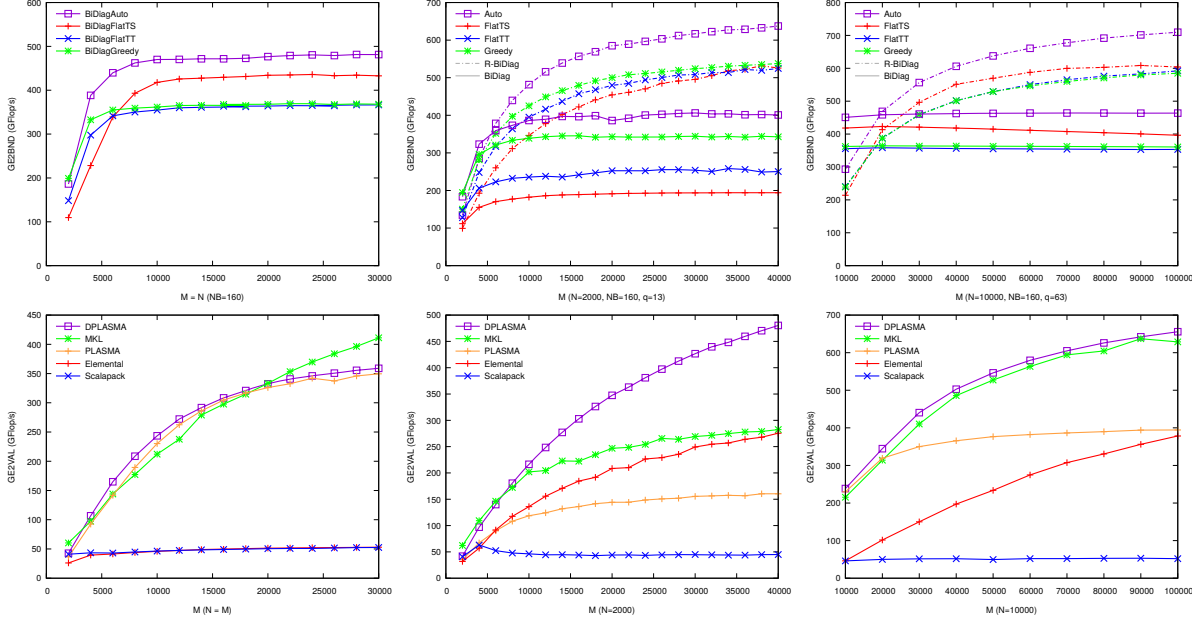 GE2BND (GFlop/s)
600
500
400
300
200
100
0
BiDiagAuto
BiDiagFlatTS
BiDiagFlatTT
BiDiagGreedy
0 5000 10000 15000 20000 25000 30000
M = N (NB=160)
GE2BND (GFlop/s)
700
600
500
400
300
200
100
0
Auto
FlatTS
FlatTT
Greedy
R-BiDiag
BiDiag
0 5000 10000 15000 20000 25000 30000 35000 40000
M (N=2000, NB=160, q=13)
GE2BND (GFlop/s)
800
700
600
500
400
300
200
100
0
Auto
FlatTS
FlatTT
Greedy
R-BiDiag
BiDiag
10000 20000 30000 40000 50000 60000 70000 80000 90000 100000
M (N=10000, NB=160, q=63)
GE2VAL (GFlop/s)
450
400
350
300
250
200
150
100
50
0
DPLASMA
MKL
PLASMA
Elemental
Scalapack
0 5000 10000 15000 20000 25000 30000
M (N = M)
GE2VAL (GFlop/s)
500
450
400
350
300
250
200
150
100
50
0
DPLASMA
MKL
PLASMA
Elemental
Scalapack
0 5000 10000 15000 20000 25000 30000 35000 40000
M (N=2000)
GE2VAL (GFlop/s)
700
600
500
400
300
200
100
0
DPLASMA
MKL
PLASMA
Elemental
Scalapack
10000 20000 30000 40000 50000 60000 70000 80000 90000 100000
M (N=10000)